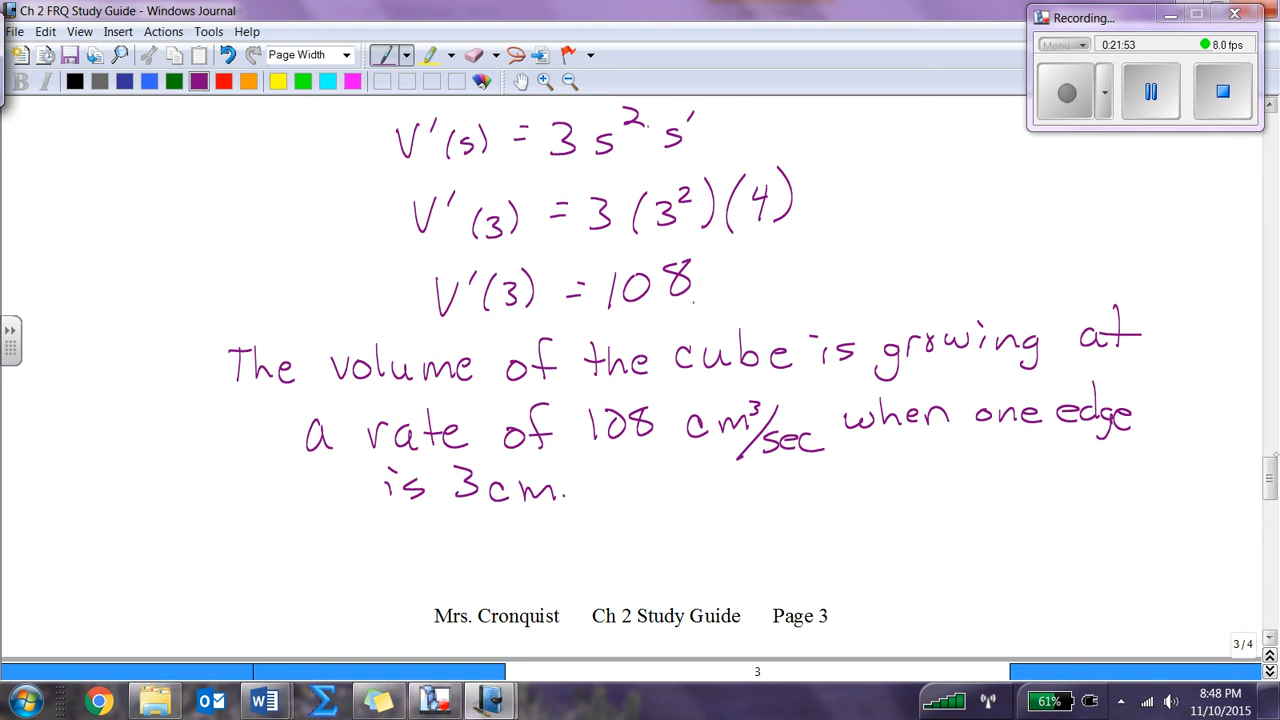 Ch 2 FRQ Study Guide - Windows Journal
File Edit View Insert Actions Tools Help
Page Width
B I
Recording...
Menu 0:21:53 8.0 fps
V'(s) = 3 s² s'
V'(3) = 3(3²)(4)
V'(3) = 108
The volume of the cube is growing at
a rate of 108 cm³/sec when one edge
is 3cm.
Mrs. Cronquist Ch 2 Study Guide Page 3
3 / 4
3
61%
8:48 PM
11/10/2015